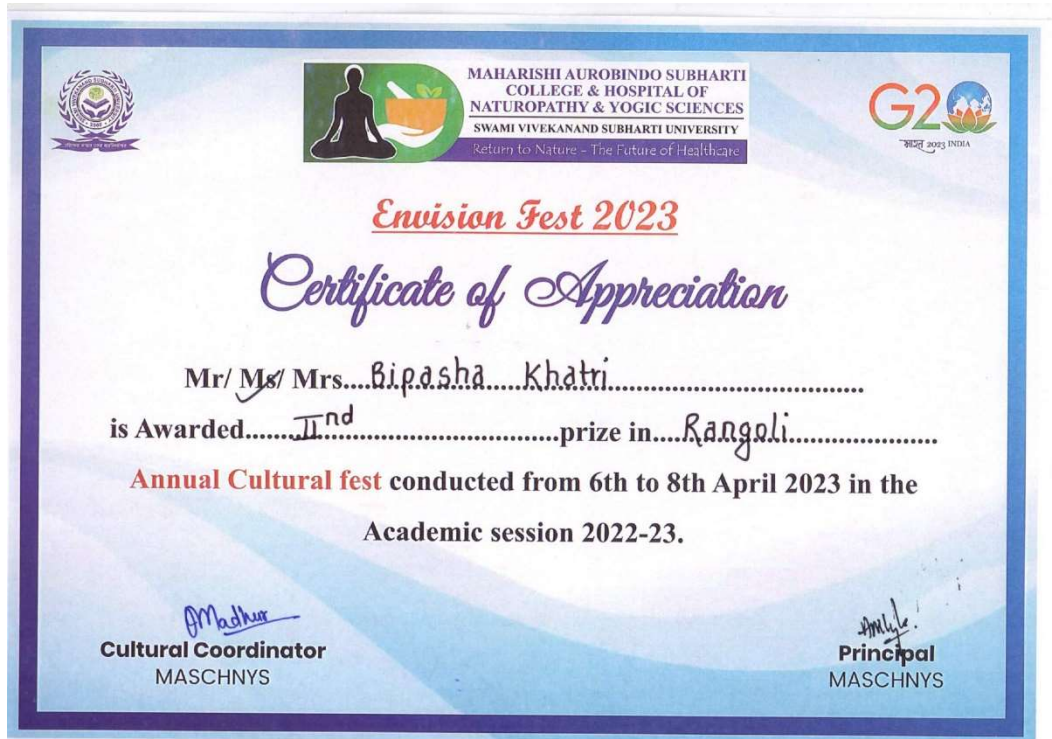 MAHARISHI AUROBINDO SUBHARTI
COLLEGE & HOSPITAL OF
NATUROPATHY & YOGIC SCIENCES
SWAMI VIVEKANAND SUBHARTI UNIVERSITY
Return to Nature - The Future of Healthcare
G20
भारत 2023 INDIA
Envision Fest 2023
Certificate of Appreciation
Mr/ Ms/ Mrs....Bipasha Khatri....
is Awarded....IInd....prize in....Rangoli....
Annual Cultural fest conducted from 6th to 8th April 2023 in the
Academic session 2022-23.
Madhur
Cultural Coordinator
MASCHNYS
Principal
MASCHNYS